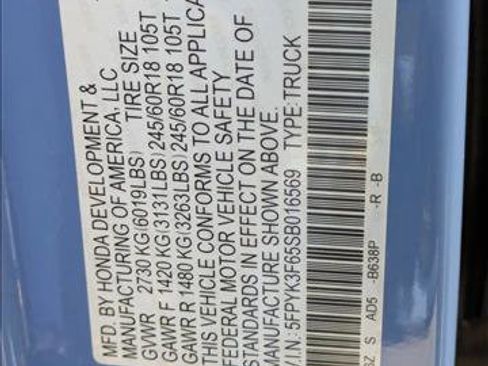 MFD. BY HONDA DEVELOPMENT &
MANUFACTURING OF AMERICA, LLC
GVWR 2730 KG(6019LBS) TIRE SIZE
GAWR F 1420 KG(3131LBS)245/60R18 105T
GAWR R 1480 KG(3263LBS)245/60R18 105T
THIS VEHICLE CONFORMS TO ALL APPLICA
FEDERAL MOTOR VEHICLE SAFETY
STANDARDS IN EFFECT ON THE DATE OF
MANUFACTURE SHOWN ABOVE.
V.I.N.:5FPYK3F65SB016569 TYPE:TRUCK
SZ S AD5 -B638P -R -B